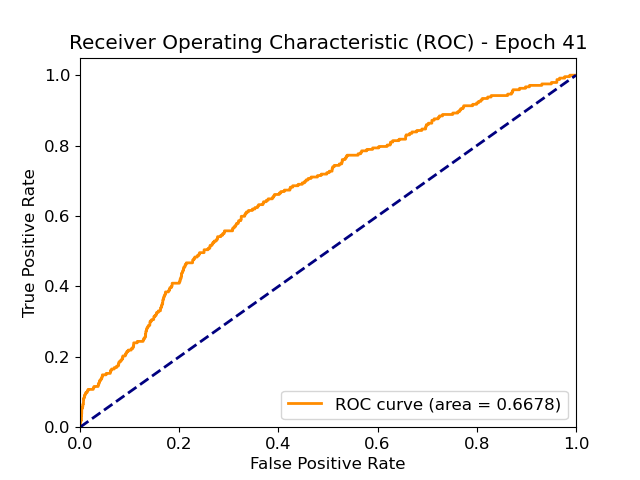 Receiver Operating Characteristic (ROC) - Epoch 41
1.0
0.8
0.6
0.4
0.2
0.0
True Positive Rate
ROC curve (area = 0.6678)
0.0 0.2 0.4 0.6 0.8 1.0
False Positive Rate